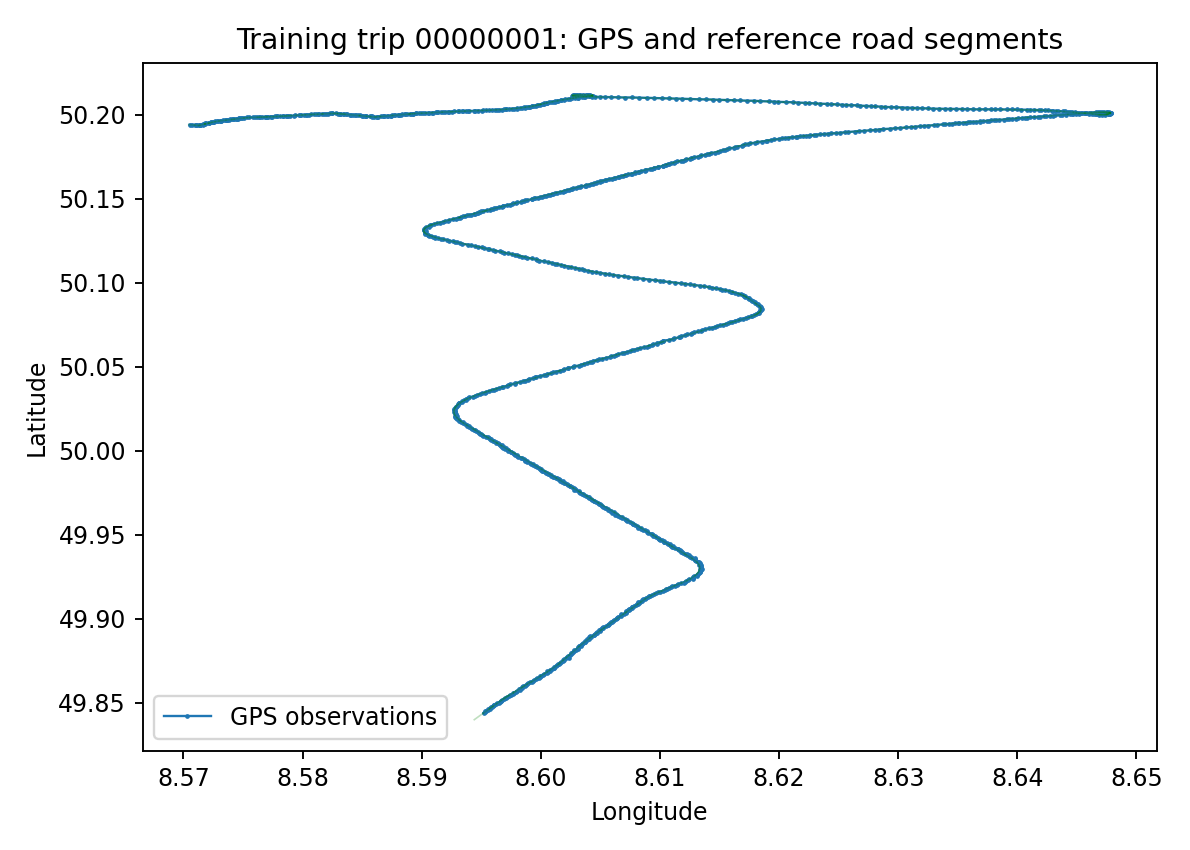 Training trip 00000001: GPS and reference road segments
50.20
50.15
50.10
50.05
50.00
49.95
49.90
49.85
Latitude
GPS observations
8.57 8.58 8.59 8.60 8.61 8.62 8.63 8.64 8.65
Longitude